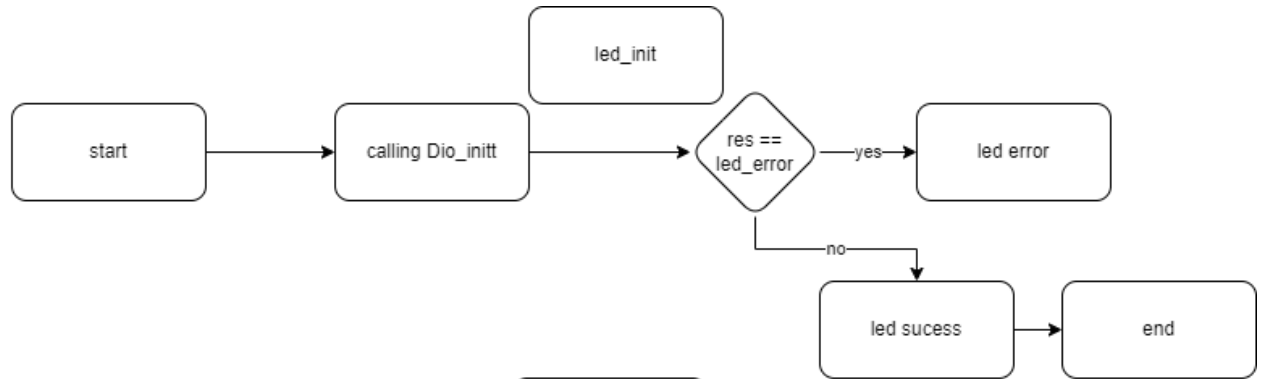 led_init
start
calling Dio_initt
res ==
led_error
yes
led error
no
led sucess
end